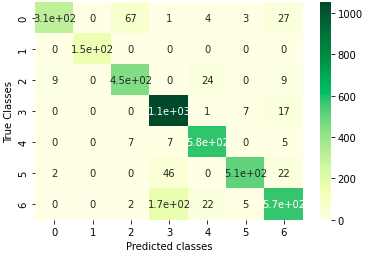 0 3.1e+02 0 67 1 4 3 27
1 0 1.5e+02 0 0 0 0 0
2 9 0 4.5e+02 0 24 0 9
3 0 0 0 1.1e+03 1 7 17
4 0 0 7 7 5.8e+02 0 5
5 2 0 0 46 0 5.1e+02 22
6 0 0 2 1.7e+02 22 5 5.7e+02
0 1 2 3 4 5 6
Predicted classes
True Classes
1000
800
600
400
200
0